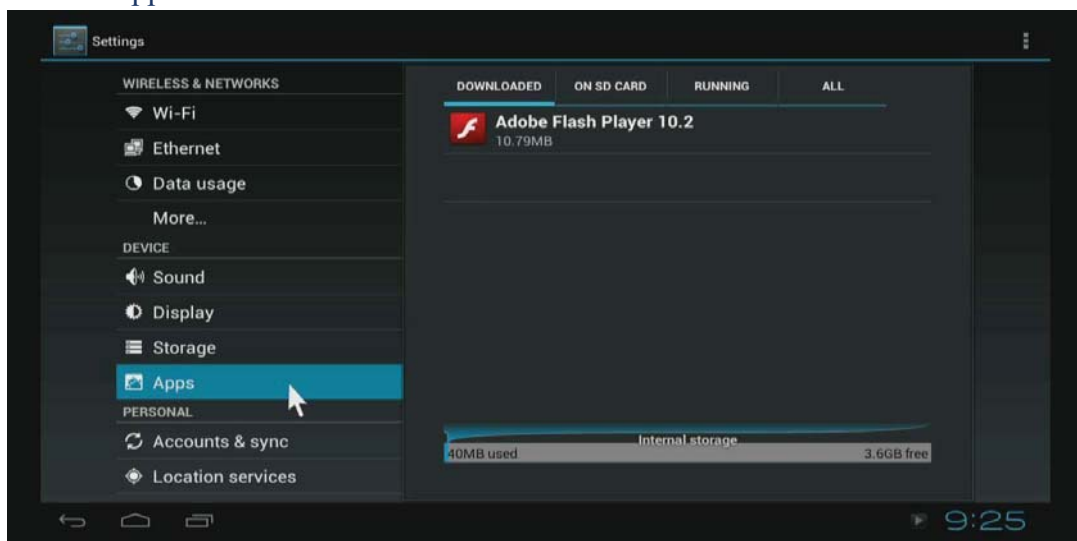 Settings
WIRELESS & NETWORKS
Wi-Fi
Ethernet
Data usage
More...
DEVICE
Sound
Display
Storage
Apps
PERSONAL
Accounts & sync
Location services
DOWNLOADED ON SD CARD RUNNING ALL
Adobe Flash Player 10.2
10.79MB
Internal storage
40MB used 3.6GB free
9:25